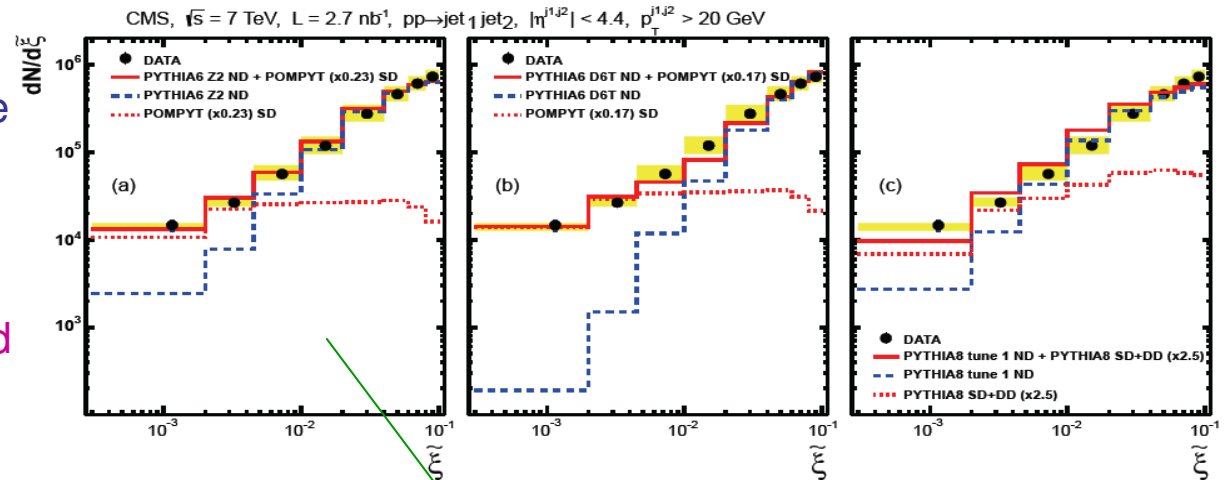 CMS, √s = 7 TeV, L = 2.7 nb⁻¹, pp→jet₁jet₂, |η^{j1,j2}| < 4.4, p_T^{j1,j2} > 20 GeV
dN/dξ̃
10⁶
10⁵
10⁴
10³
DATA
PYTHIA6 Z2 ND + POMPYT (x0.23) SD
PYTHIA6 Z2 ND
POMPYT (x0.23) SD
(a)
10⁻³
10⁻²
10⁻¹
ξ̃
DATA
PYTHIA6 D6T ND + POMPYT (x0.17) SD
PYTHIA6 D6T ND
POMPYT (x0.17) SD
(b)
10⁻³
10⁻²
10⁻¹
ξ̃
(c)
DATA
PYTHIA8 tune 1 ND + PYTHIA8 SD+DD (x2.5)
PYTHIA8 tune 1 ND
PYTHIA8 SD+DD (x2.5)
10⁻³
10⁻²
10⁻¹
ξ̃
e
d